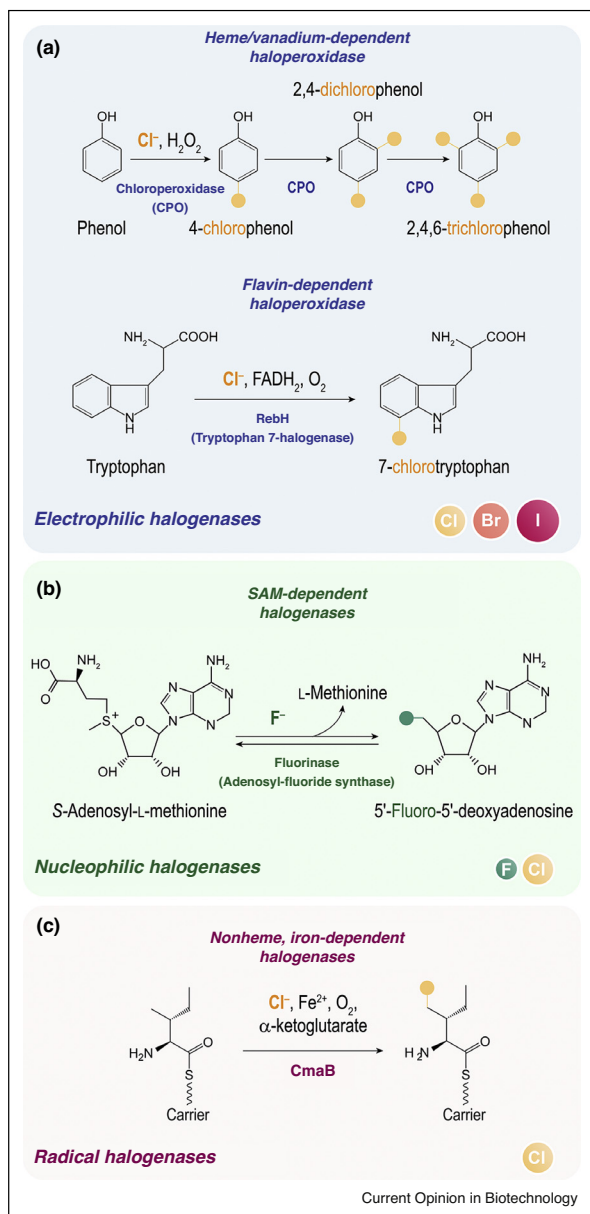 (a)
Heme/vanadium-dependent
haloperoxidase
2,4-dichlorophenol
OH
OH
OH
OH
Cl⁻, H₂O₂
Chloroperoxidase
(CPO)
CPO
CPO
Phenol
4-chlorophenol
2,4,6-trichlorophenol
Flavin-dependent
haloperoxidase
NH₂
COOH
NH₂
COOH
Cl⁻, FADH₂, O₂
N
H
RebH
(Tryptophan 7-halogenase)
N
H
Tryptophan
7-chlorotryptophan
Electrophilic halogenases
Cl
Br
I
(b)
SAM-dependent
halogenases
O
NH₂
HO
NH₂
NH₂
L-Methionine
N
N
N
N
N
N
N
N
S⁺
O
F⁻
O
Fluorinase
(Adenosyl-fluoride synthase)
OH
OH
OH
OH
S-Adenosyl-L-methionine
5'-Fluoro-5'-deoxyadenosine
Nucleophilic halogenases
F
Cl
(c)
Nonheme, iron-dependent
halogenases
Cl⁻, Fe²⁺, O₂,
α-ketoglutarate
H₂N
O
CmaB
H₂N
O
S
S
Carrier
Carrier
Radical halogenases
Cl
Current Opinion in Biotechnology